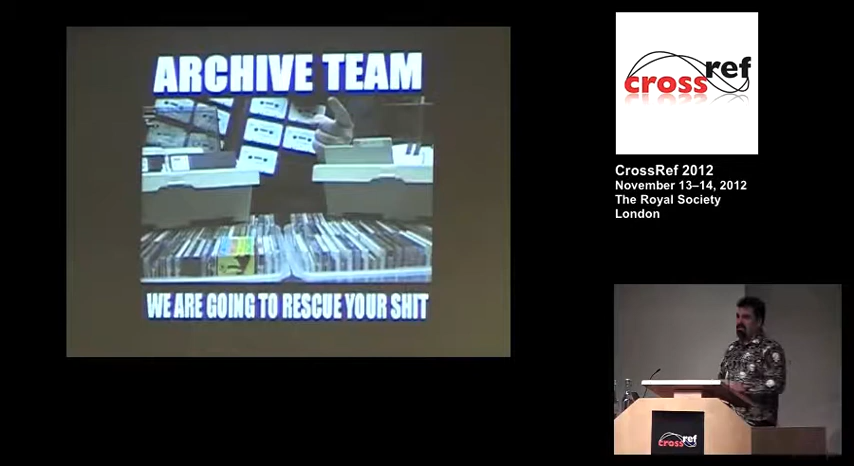 ARCHIVE TEAM
WE ARE GOING TO RESCUE YOUR SHIT
crossref
CrossRef 2012
November 13–14, 2012
The Royal Society
London
crossref